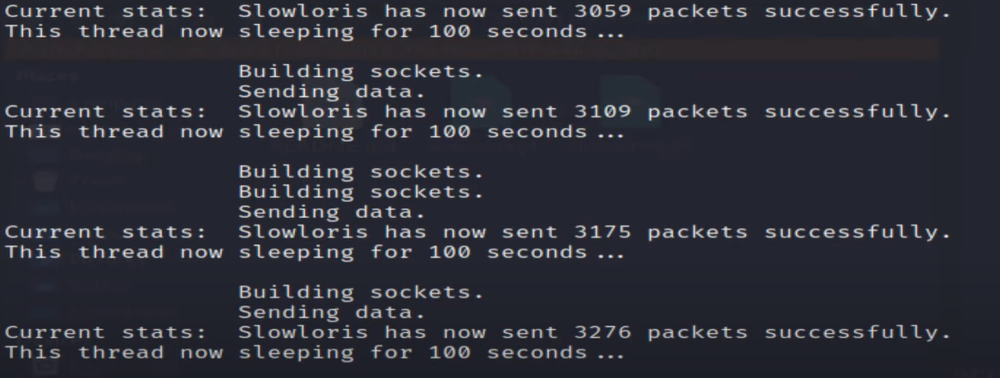 Current stats: Slowloris has now sent 3059 packets successfully.
This thread now sleeping for 100 seconds...
Building sockets.
Sending data.
Current stats: Slowloris has now sent 3109 packets successfully.
This thread now sleeping for 100 seconds...
Building sockets.
Building sockets.
Sending data.
Current stats: Slowloris has now sent 3175 packets successfully.
This thread now sleeping for 100 seconds...
Building sockets.
Sending data.
Current stats: Slowloris has now sent 3276 packets successfully.
This thread now sleeping for 100 seconds...